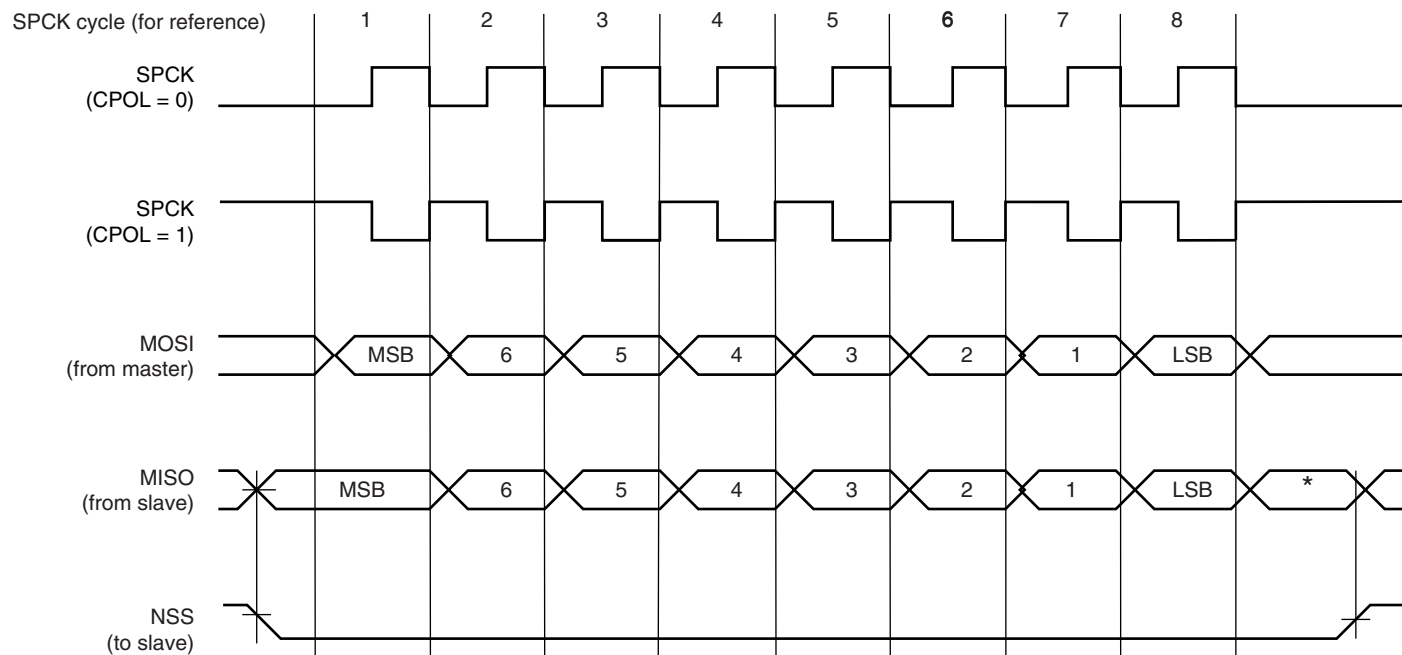 SPCK cycle (for reference) 1 2 3 4 5 6 7 8
SPCK
(CPOL = 0)
SPCK
(CPOL = 1)
MOSI
(from master)
MSB 6 5 4 3 2 1 LSB
MISO
(from slave)
MSB 6 5 4 3 2 1 LSB *
NSS
(to slave)